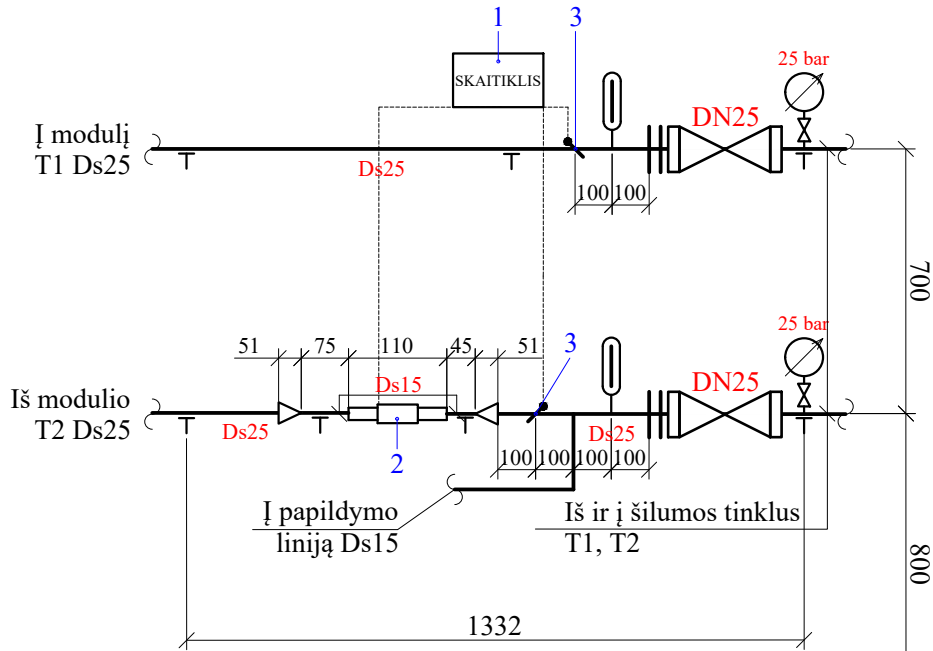 1
3
25 bar
SKAITIKLIS
DN25
Į modulį
T1 Ds25
Ds25
100
100
700
25 bar
51
75
110
45
51
3
Ds15
DN25
Iš modulio
T2 Ds25
Ds25
2
Ds25
100
100
100
100
Į papildymo
liniją Ds15
Iš ir į šilumos tinklus
T1, T2
800
1332